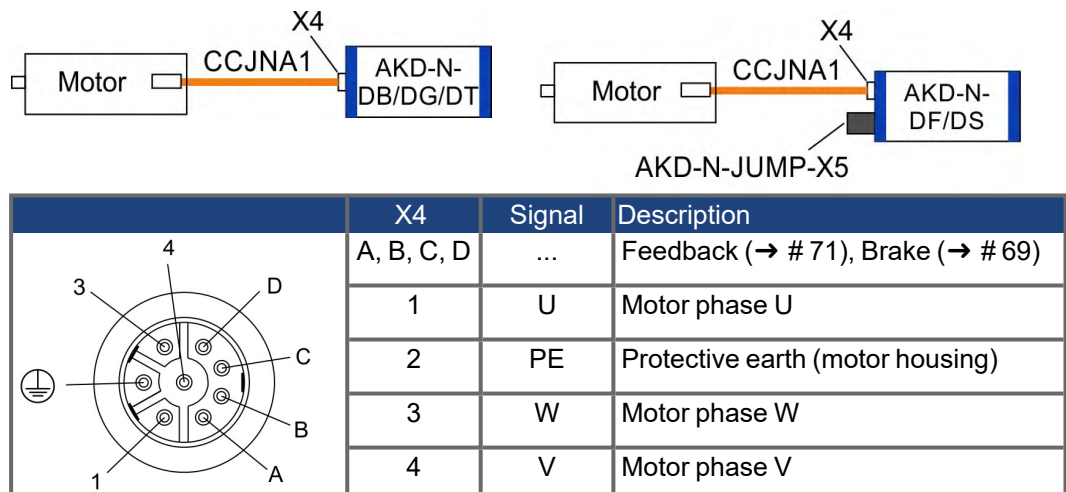 X4
CCJNA1
Motor
AKD-N-
DB/DG/DT
X4
CCJNA1
Motor
AKD-N-
DF/DS
AKD-N-JUMP-X5
X4 Signal Description
A, B, C, D ... Feedback (➜ # 71), Brake (➜ # 69)
1 U Motor phase U
2 PE Protective earth (motor housing)
3 W Motor phase W
4 V Motor phase V
4
3
D
C
B
A
1